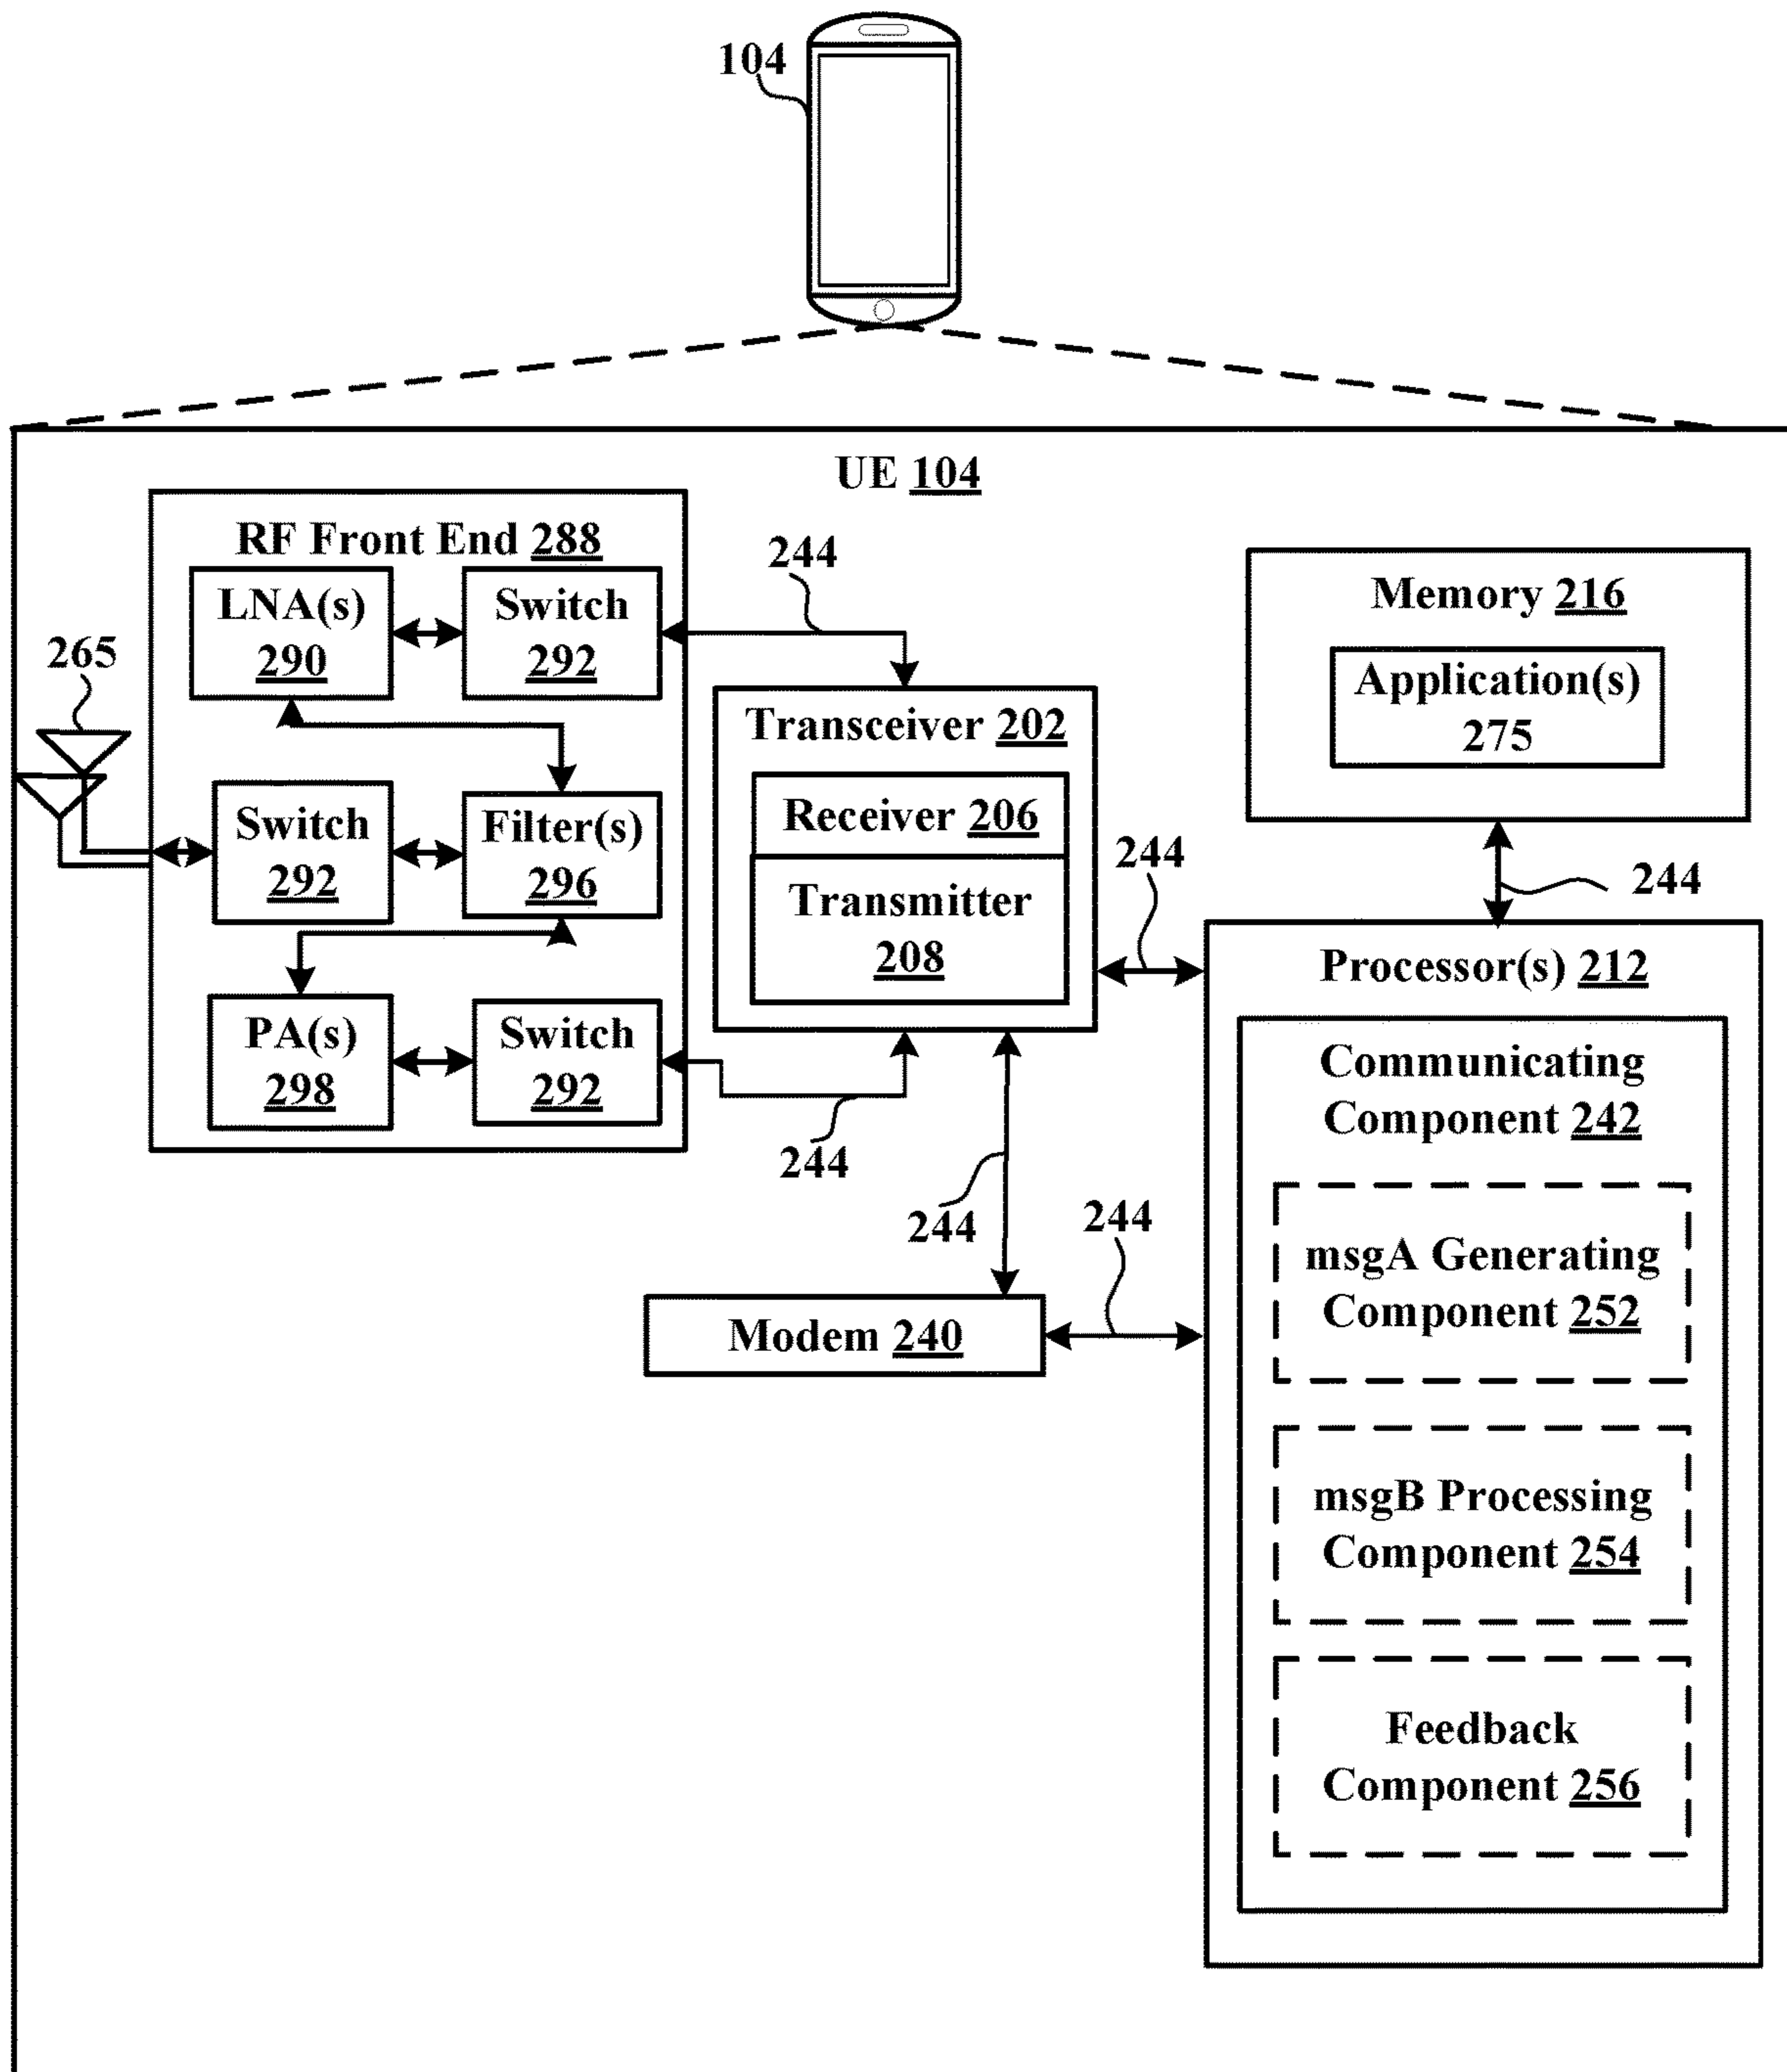 104
UE 104
RF Front End 288
LNA(s)
290
Switch
292
265
Switch
292
Filter(s)
296
PA(s)
298
Switch
292
244
Transceiver 202
Receiver 206
Transmitter
208
244
244
244
Modem 240
244
Memory 216
Application(s)
275
244
Processor(s) 212
Communicating
Component 242
msgA Generating
Component 252
msgB Processing
Component 254
Feedback
Component 256